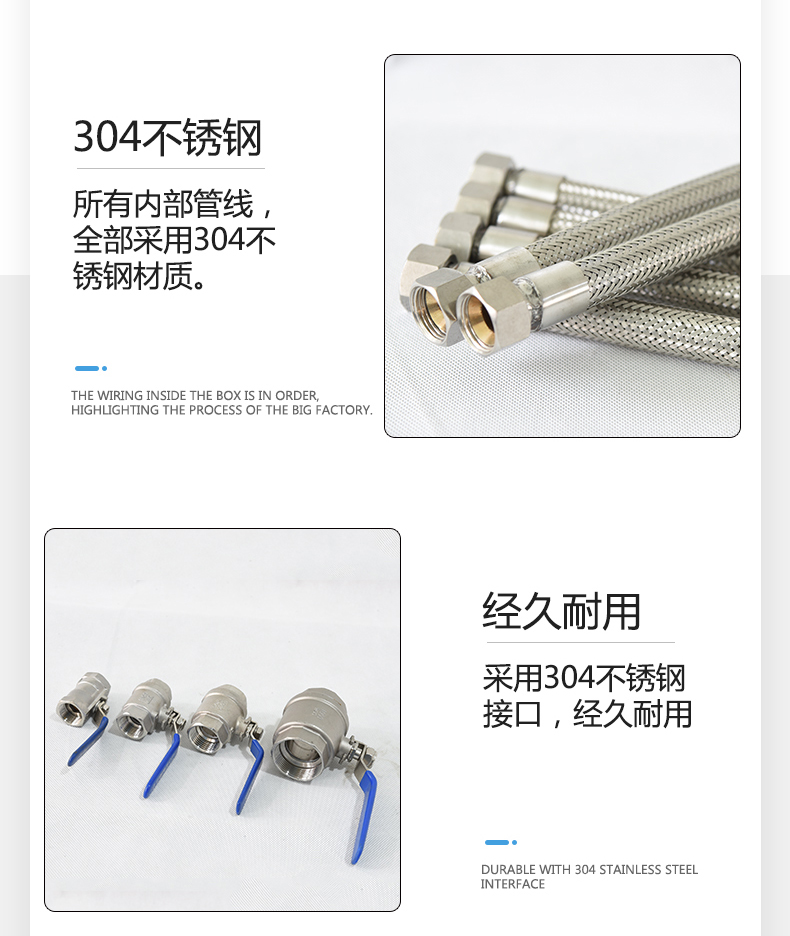 304不锈钢
所有内部管线，
全部采用304不
锈钢材质。
THE WIRING INSIDE THE BOX IS IN ORDER,
HIGHLIGHTING THE PROCESS OF THE BIG FACTORY.
经久耐用
采用304不锈钢
接口，经久耐用
DURABLE WITH 304 STAINLESS STEEL
INTERFACE